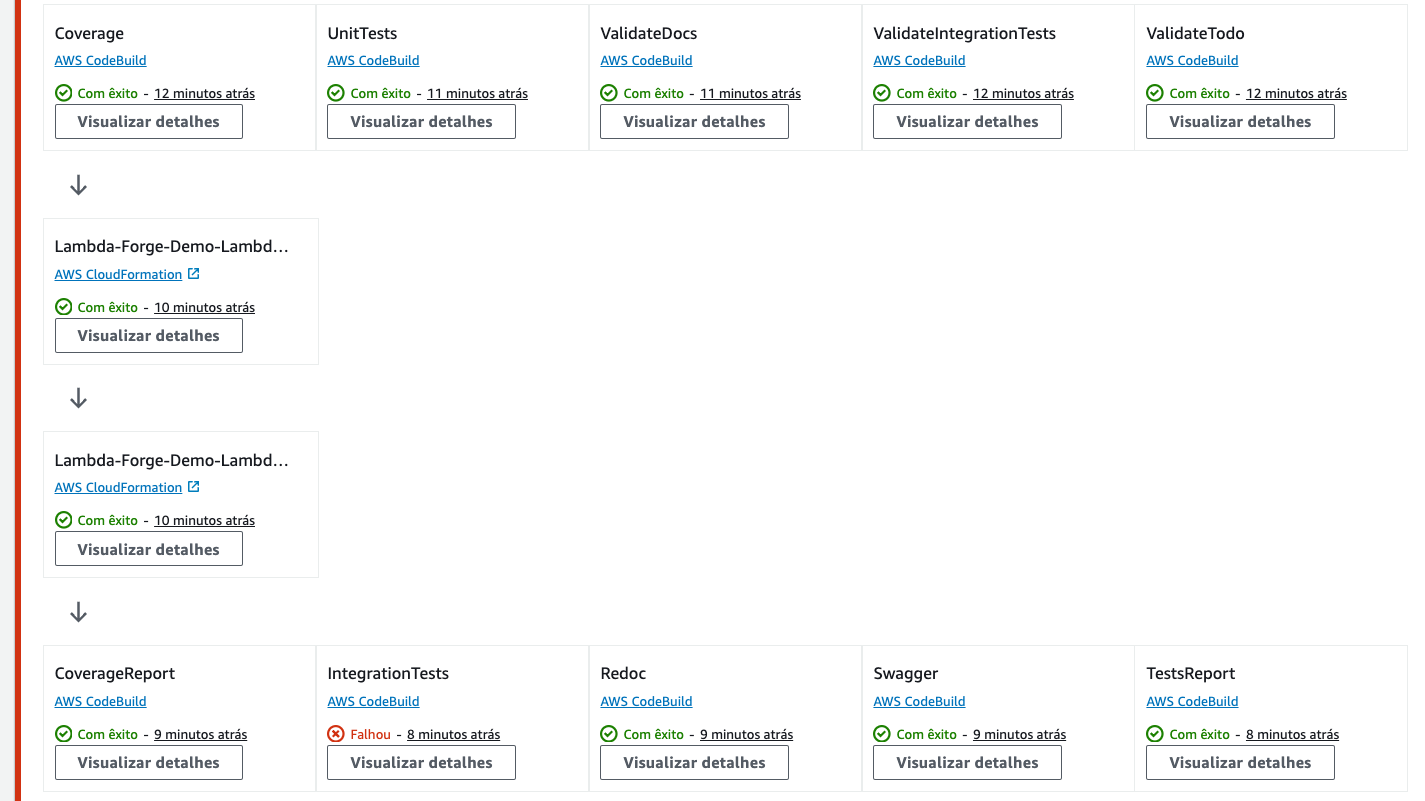 Coverage
AWS CodeBuild
Com êxito - 12 minutos atrás
Visualizar detalhes
UnitTests
AWS CodeBuild
Com êxito - 11 minutos atrás
Visualizar detalhes
ValidateDocs
AWS CodeBuild
Com êxito - 11 minutos atrás
Visualizar detalhes
ValidateIntegrationTests
AWS CodeBuild
Com êxito - 12 minutos atrás
Visualizar detalhes
ValidateTodo
AWS CodeBuild
Com êxito - 12 minutos atrás
Visualizar detalhes
Lambda-Forge-Demo-Lambd...
AWS CloudFormation
Com êxito - 10 minutos atrás
Visualizar detalhes
Lambda-Forge-Demo-Lambd...
AWS CloudFormation
Com êxito - 10 minutos atrás
Visualizar detalhes
CoverageReport
AWS CodeBuild
Com êxito - 9 minutos atrás
Visualizar detalhes
IntegrationTests
AWS CodeBuild
Falhou - 8 minutos atrás
Visualizar detalhes
Redoc
AWS CodeBuild
Com êxito - 9 minutos atrás
Visualizar detalhes
Swagger
AWS CodeBuild
Com êxito - 9 minutos atrás
Visualizar detalhes
TestsReport
AWS CodeBuild
Com êxito - 8 minutos atrás
Visualizar detalhes